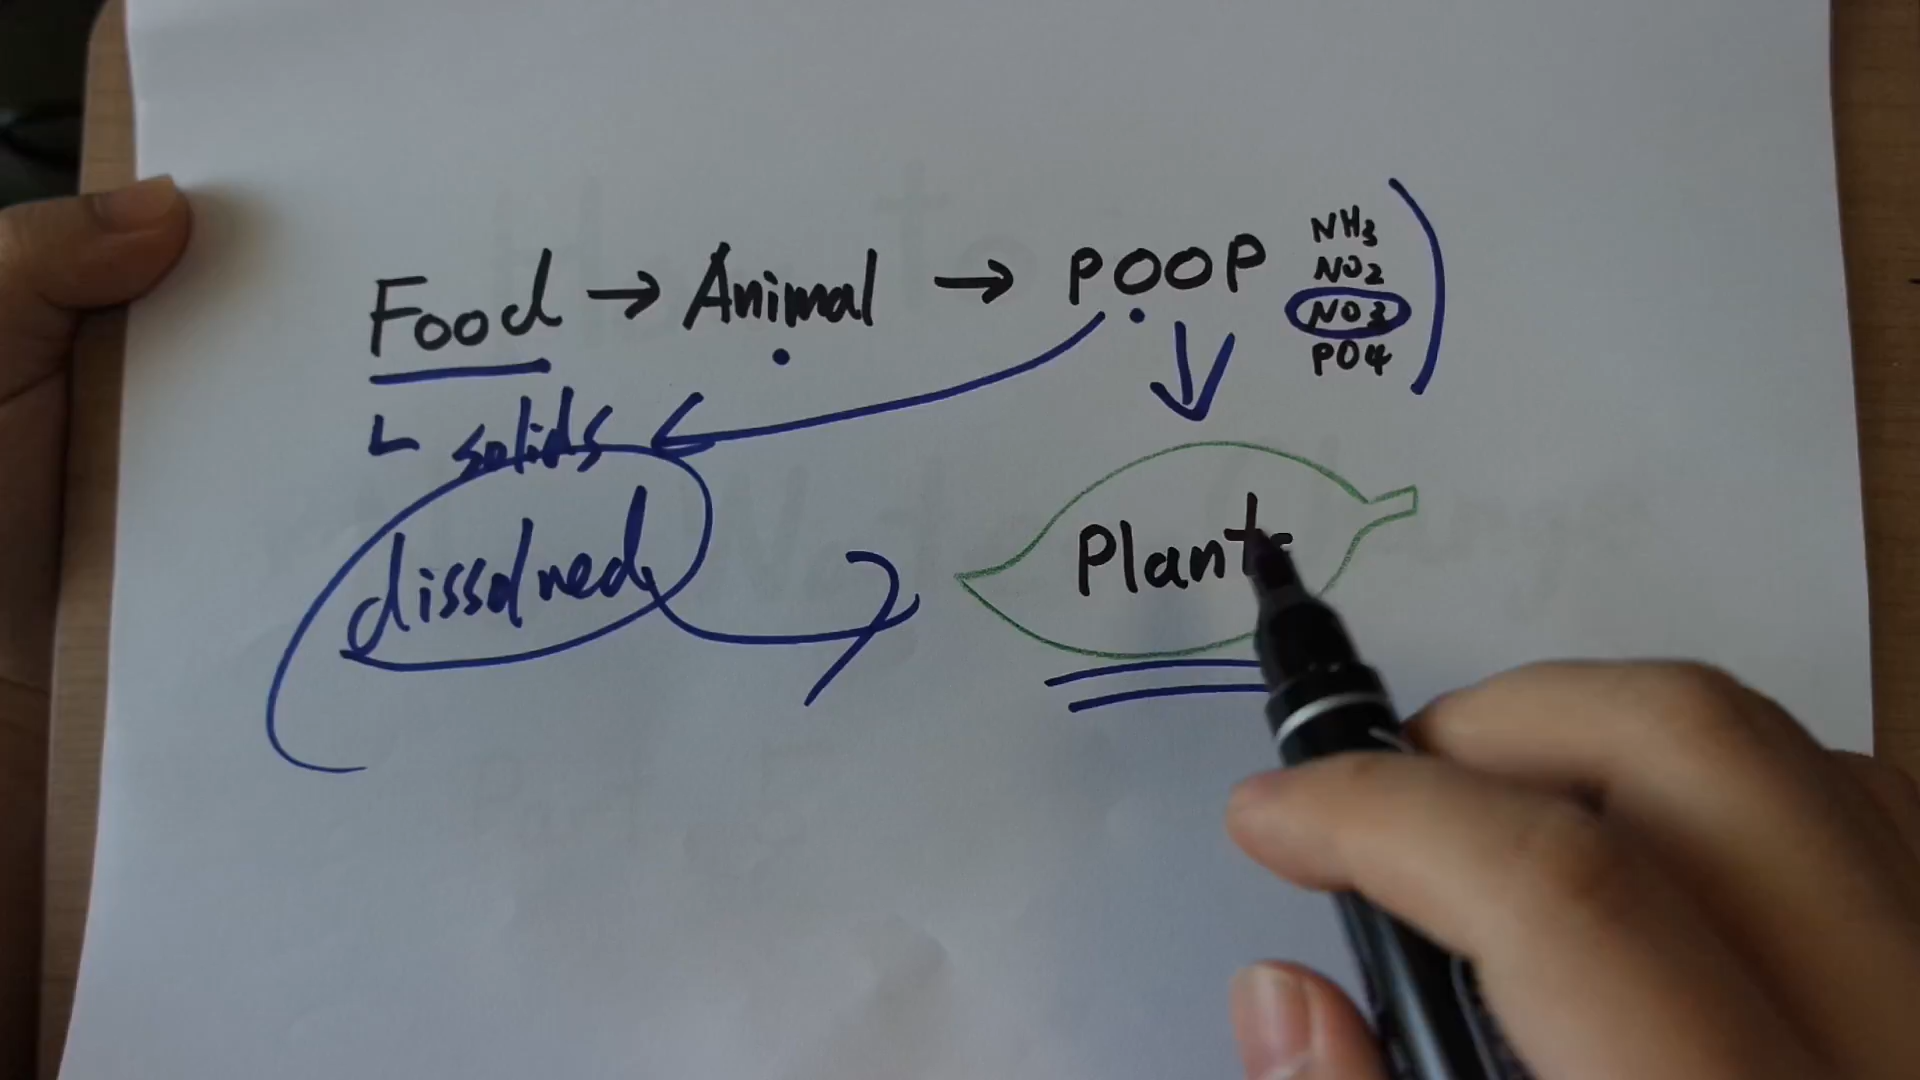 Food → Animal → POOP
NH3
NO2
NO3
PO4
solids
dissolved
Plants